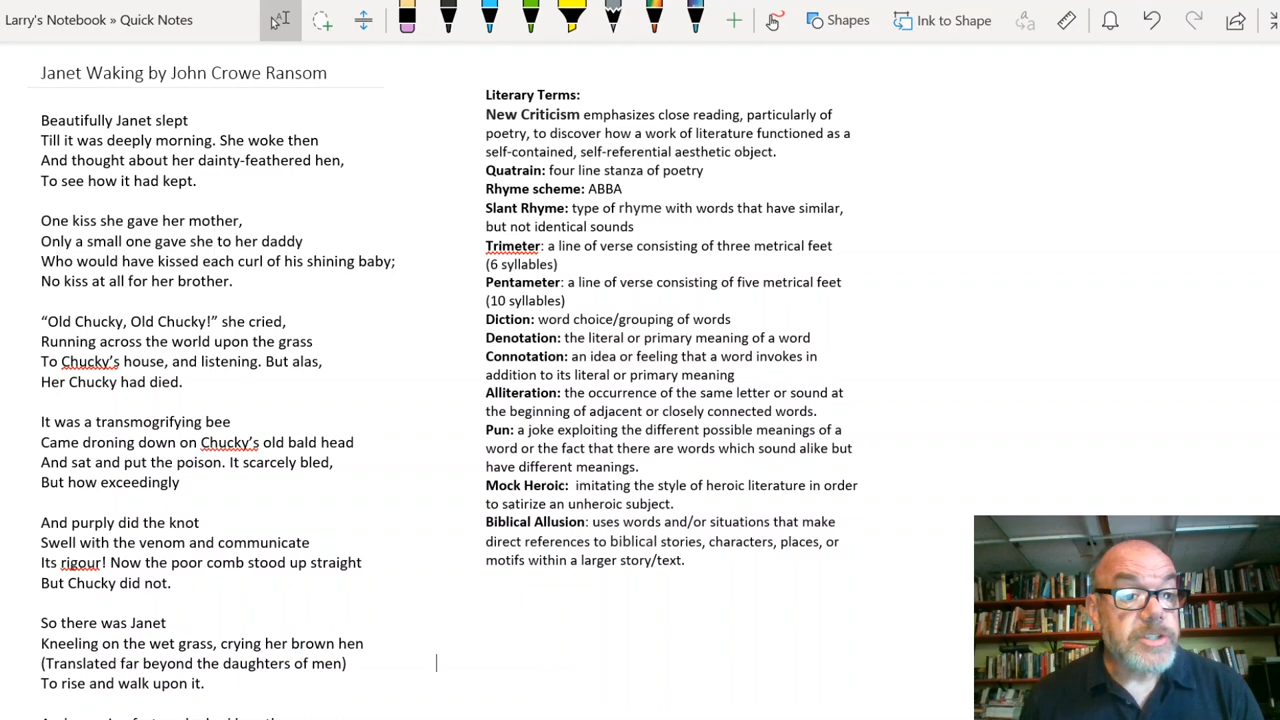 Larry's Notebook » Quick Notes
Shapes
Ink to Shape
Janet Waking by John Crowe Ransom
Beautifully Janet slept
Till it was deeply morning. She woke then
And thought about her dainty-feathered hen,
To see how it had kept.
One kiss she gave her mother,
Only a small one gave she to her daddy
Who would have kissed each curl of his shining baby;
No kiss at all for her brother.
“Old Chucky, Old Chucky!” she cried,
Running across the world upon the grass
To Chucky’s house, and listening. But alas,
Her Chucky had died.
It was a transmogrifying bee
Came droning down on Chucky’s old bald head
And sat and put the poison. It scarcely bled,
But how exceedingly
And purply did the knot
Swell with the venom and communicate
Its rigour! Now the poor comb stood up straight
But Chucky did not.
So there was Janet
Kneeling on the wet grass, crying her brown hen
(Translated far beyond the daughters of men)
To rise and walk upon it.
Literary Terms:
New Criticism emphasizes close reading, particularly of
poetry, to discover how a work of literature functioned as a
self-contained, self-referential aesthetic object.
Quatrain: four line stanza of poetry
Rhyme scheme: ABBA
Slant Rhyme: type of rhyme with words that have similar,
but not identical sounds
Trimeter: a line of verse consisting of three metrical feet
(6 syllables)
Pentameter: a line of verse consisting of five metrical feet
(10 syllables)
Diction: word choice/grouping of words
Denotation: the literal or primary meaning of a word
Connotation: an idea or feeling that a word invokes in
addition to its literal or primary meaning
Alliteration: the occurrence of the same letter or sound at
the beginning of adjacent or closely connected words.
Pun: a joke exploiting the different possible meanings of a
word or the fact that there are words which sound alike but
have different meanings.
Mock Heroic: imitating the style of heroic literature in order
to satirize an unheroic subject.
Biblical Allusion: uses words and/or situations that make
direct references to biblical stories, characters, places, or
motifs within a larger story/text.